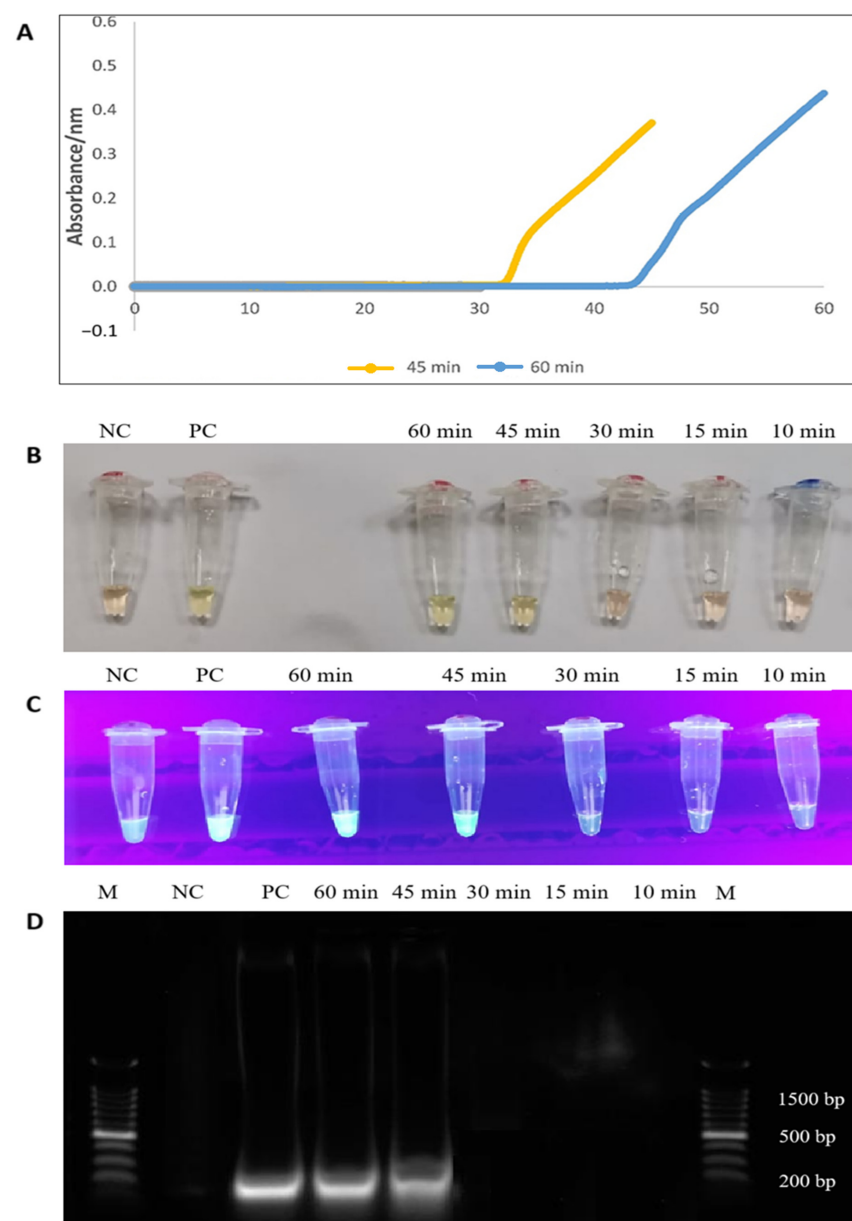 A
Absorbance/nm
0.6
0.5
0.4
0.3
0.2
0.1
0.0
−0.1
0 10 20 30 40 50 60
45 min 60 min
B
NC PC 60 min 45 min 30 min 15 min 10 min
C
NC PC 60 min 45 min 30 min 15 min 10 min
D
M NC PC 60 min 45 min 30 min 15 min 10 min M
1500 bp
500 bp
200 bp